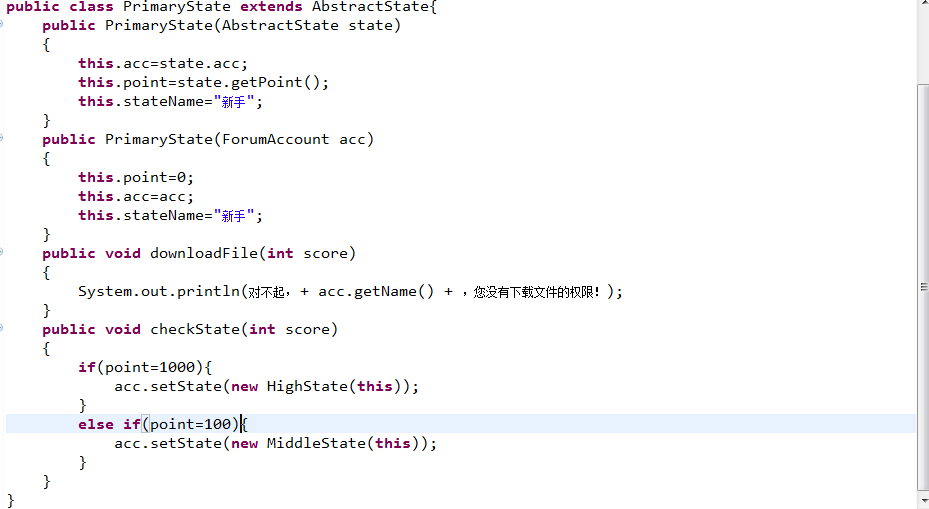 public class PrimaryState extends AbstractState{
public PrimaryState(AbstractState state)
{
this.acc=state.acc;
this.point=state.getPoint();
this.stateName="新手";
}
public PrimaryState(ForumAccount acc)
{
this.point=0;
this.acc=acc;
this.stateName="新手";
}
public void downloadFile(int score)
{
System.out.println(对不起，+ acc.getName() + ，您没有下载文件的权限！);
}
public void checkState(int score)
{
if(point=1000){
acc.setState(new HighState(this));
}
else if(point=100){
acc.setState(new MiddleState(this));
}
}
}